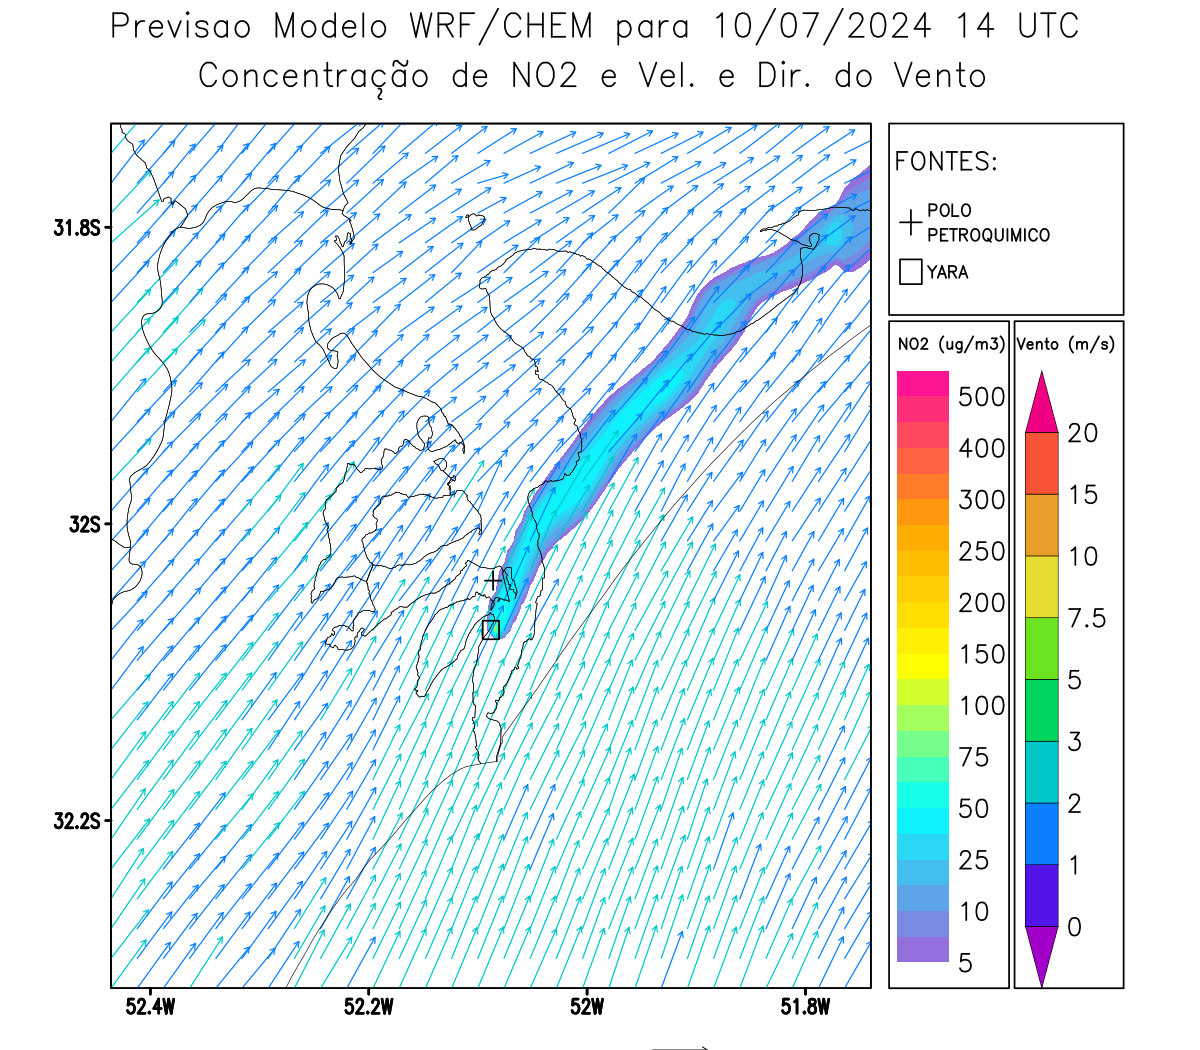 Previsao Modelo WRF/CHEM para 10/07/2024 14 UTC
Concentração de NO2 e Vel. e Dir. do Vento
FONTES:
POLO
PETROQUIMICO
YARA
31.8S
32S
32.2S
52.4W
52.2W
52W
51.8W
NO2 (ug/m3)
500
400
300
250
200
150
100
75
50
25
10
5
Vento (m/s)
20
15
10
7.5
5
3
2
1
0